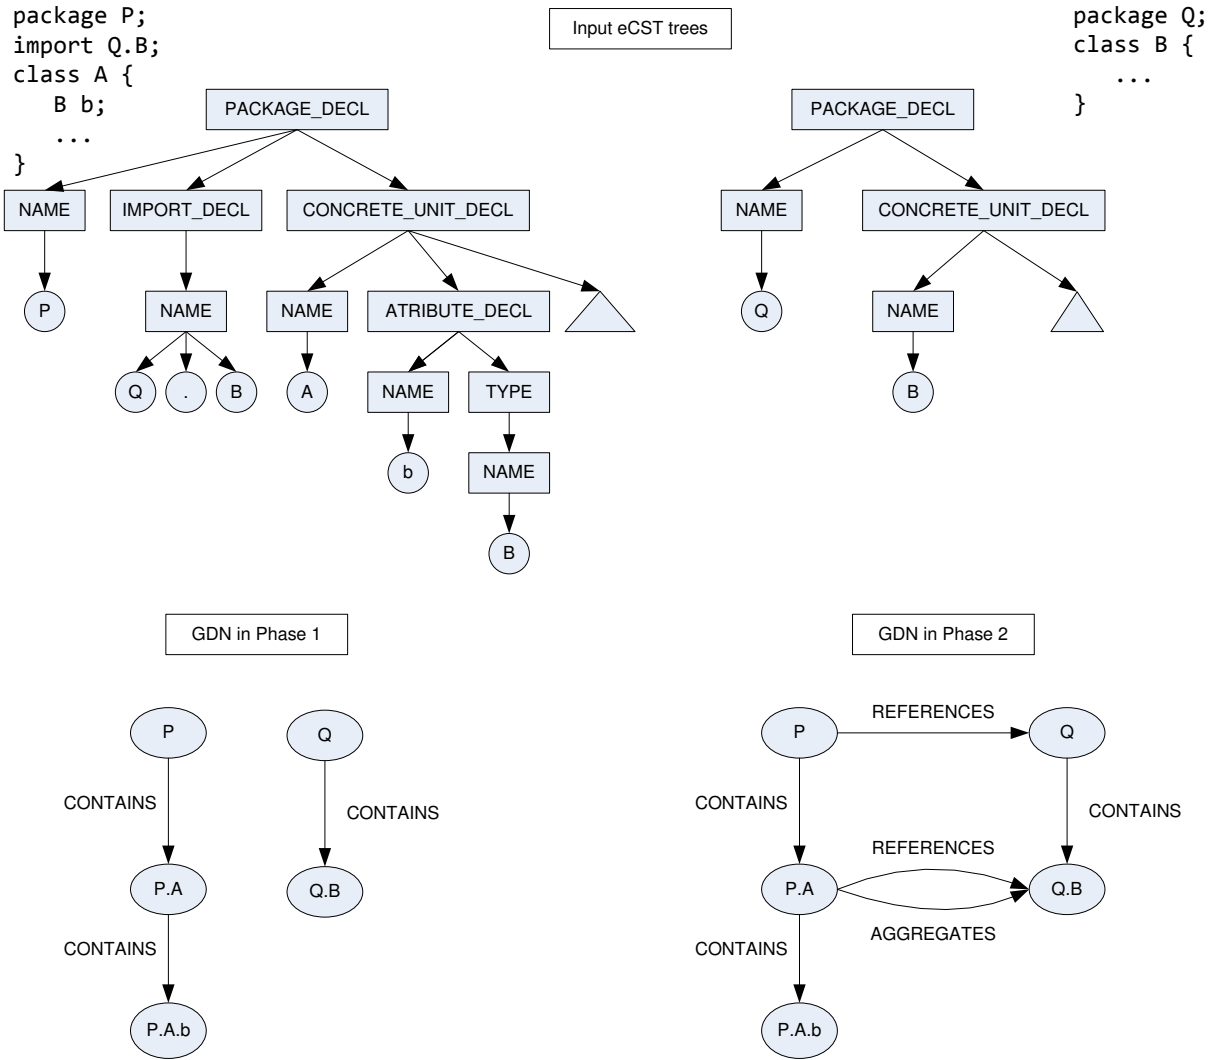 package P;
import Q.B;
class A {
B b;
...
}
Input eCST trees
package Q;
class B {
...
}
PACKAGE_DECL
PACKAGE_DECL
NAME
IMPORT_DECL
CONCRETE_UNIT_DECL
NAME
CONCRETE_UNIT_DECL
P
NAME
NAME
ATRIBUTE_DECL
Q
NAME
Q
.
B
A
NAME
TYPE
B
b
NAME
B
GDN in Phase 1
GDN in Phase 2
P
Q
CONTAINS
CONTAINS
P.A
Q.B
CONTAINS
P.A.b
P
REFERENCES
Q
CONTAINS
CONTAINS
REFERENCES
P.A
Q.B
AGGREGATES
CONTAINS
P.A.b